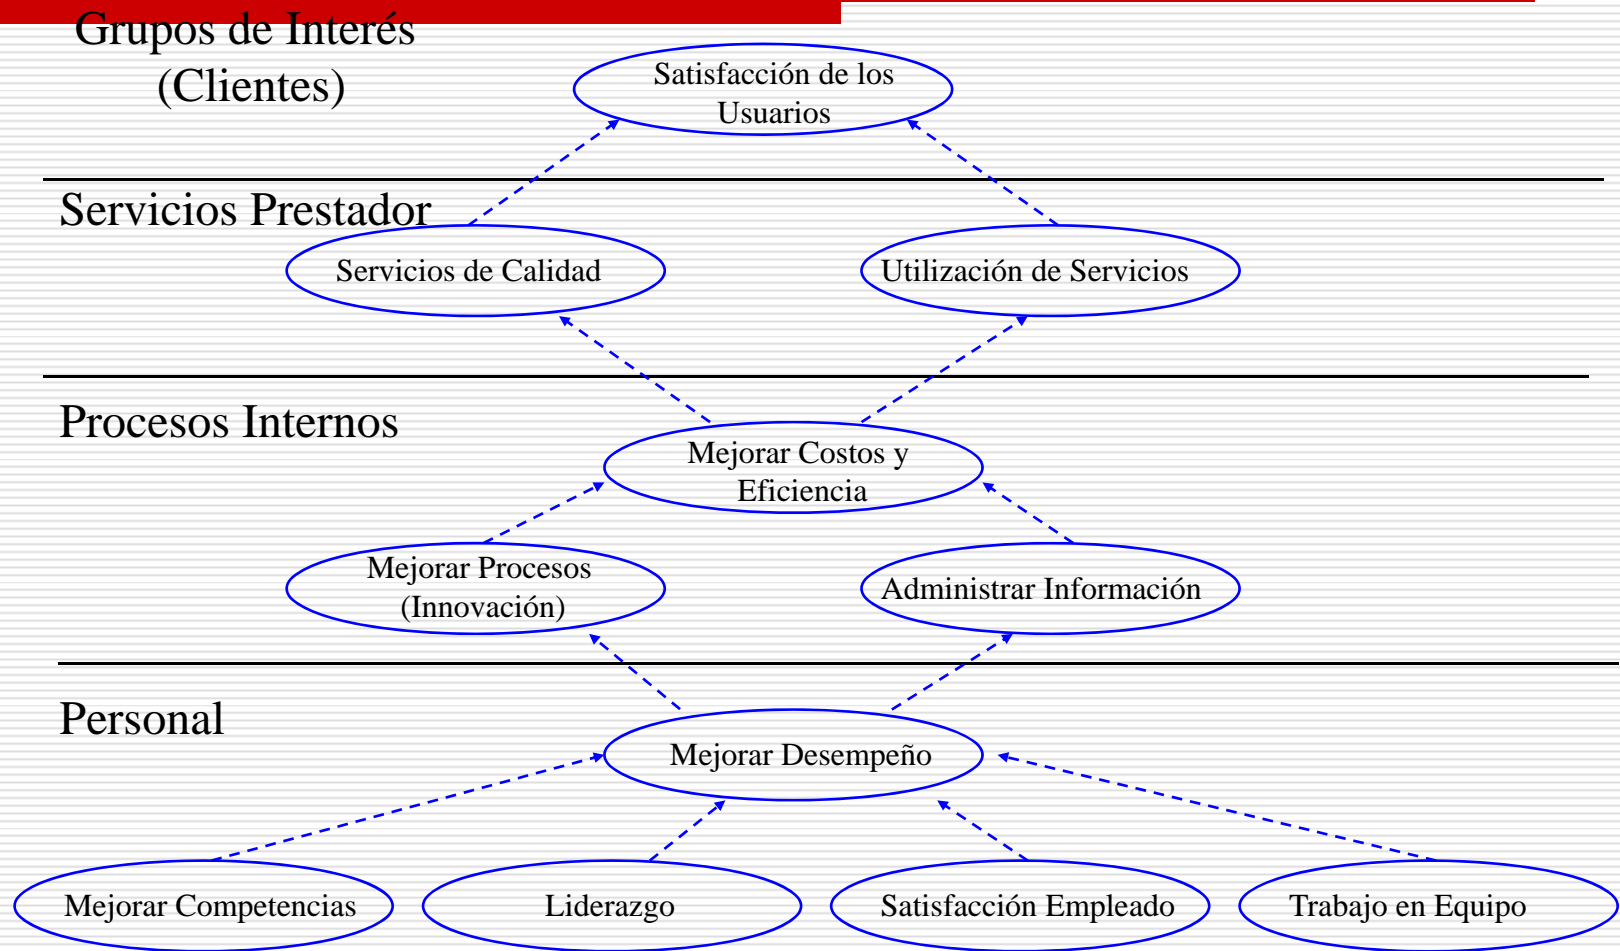 Grupos de Interés
(Clientes)
Satisfacción de los
Usuarios
Servicios Prestador
Servicios de Calidad
Utilización de Servicios
Procesos Internos
Mejorar Costos y
Eficiencia
Mejorar Procesos
(Innovación)
Administrar Información
Personal
Mejorar Desempeño
Mejorar Competencias
Liderazgo
Satisfacción Empleado
Trabajo en Equipo